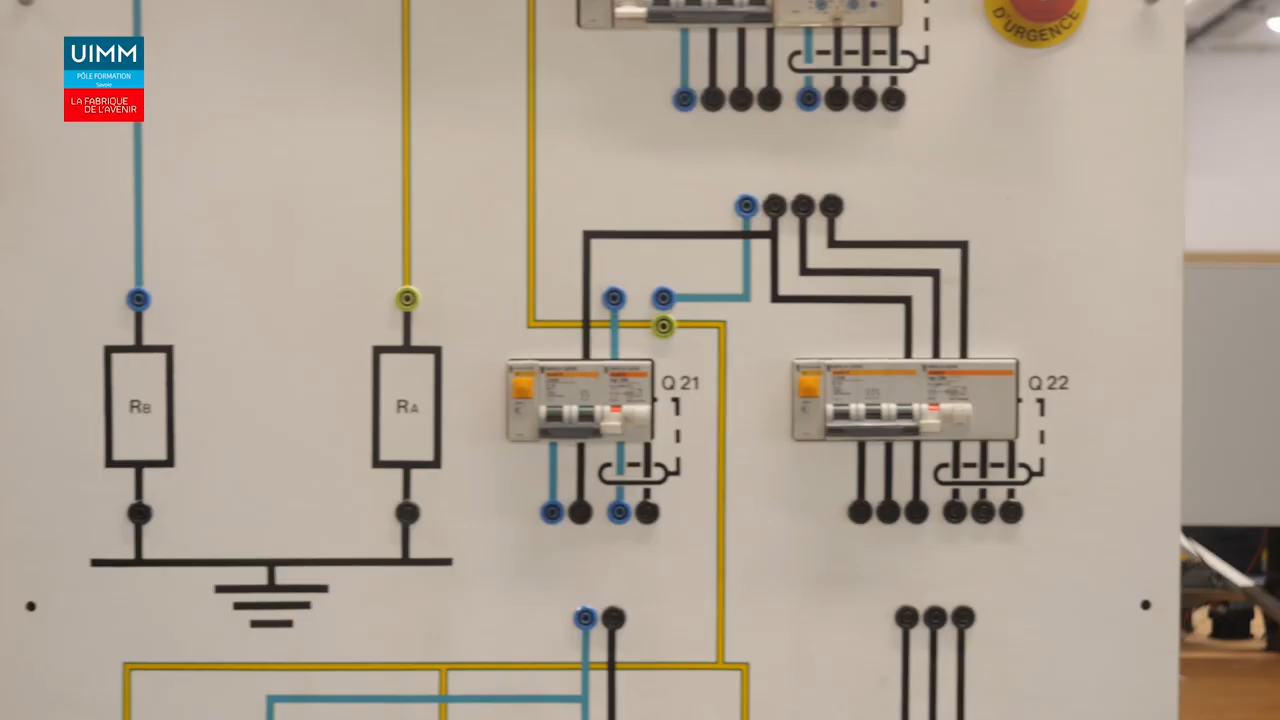 UIMM
PÔLE FORMATION
Savoie
LA FABRIQUE
DE L'AVENIR
D'URGENCE
Q 21
Q 22
RB
RA